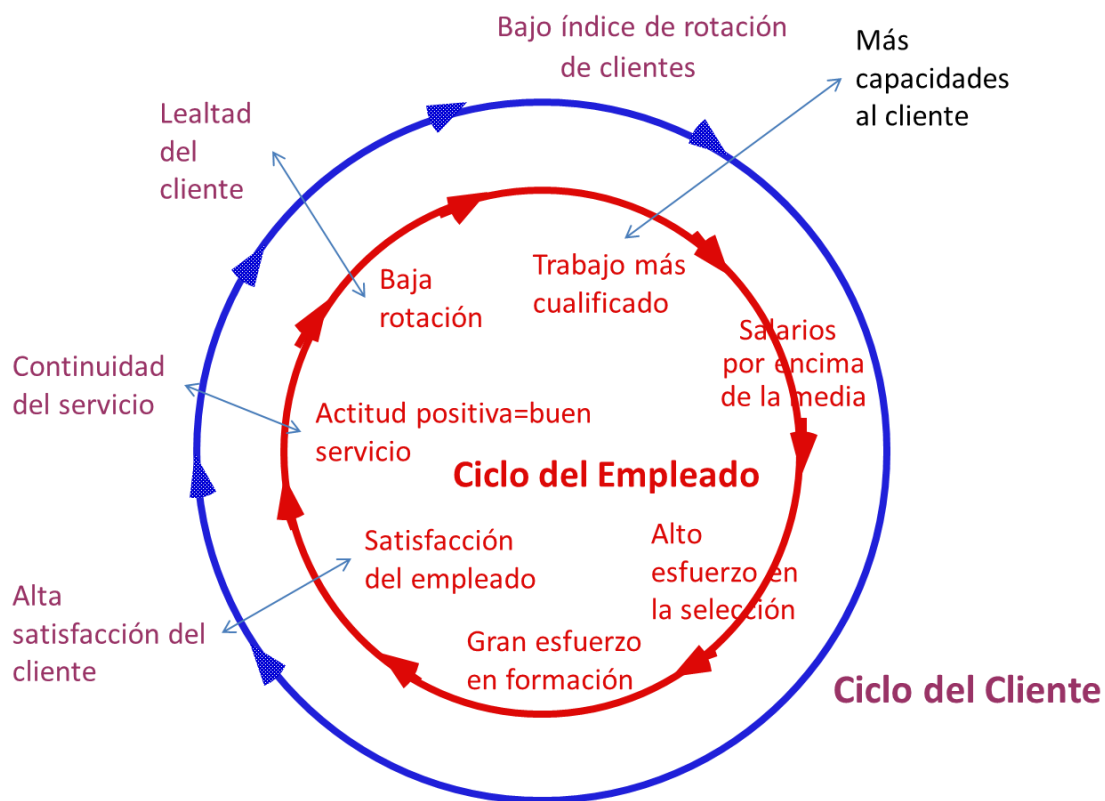 Bajo índice de rotación
de clientes
Más
capacidades
al cliente
Lealtad
del
cliente
Trabajo más
cualificado
Baja
rotación
Salarios
por encima
de la media
Continuidad
del servicio
Actitud positiva=buen
servicio
Ciclo del Empleado
Satisfacción
del empleado
Alto
esfuerzo en
la selección
Alta
satisfacción del
cliente
Gran esfuerzo
en formación
Ciclo del Cliente